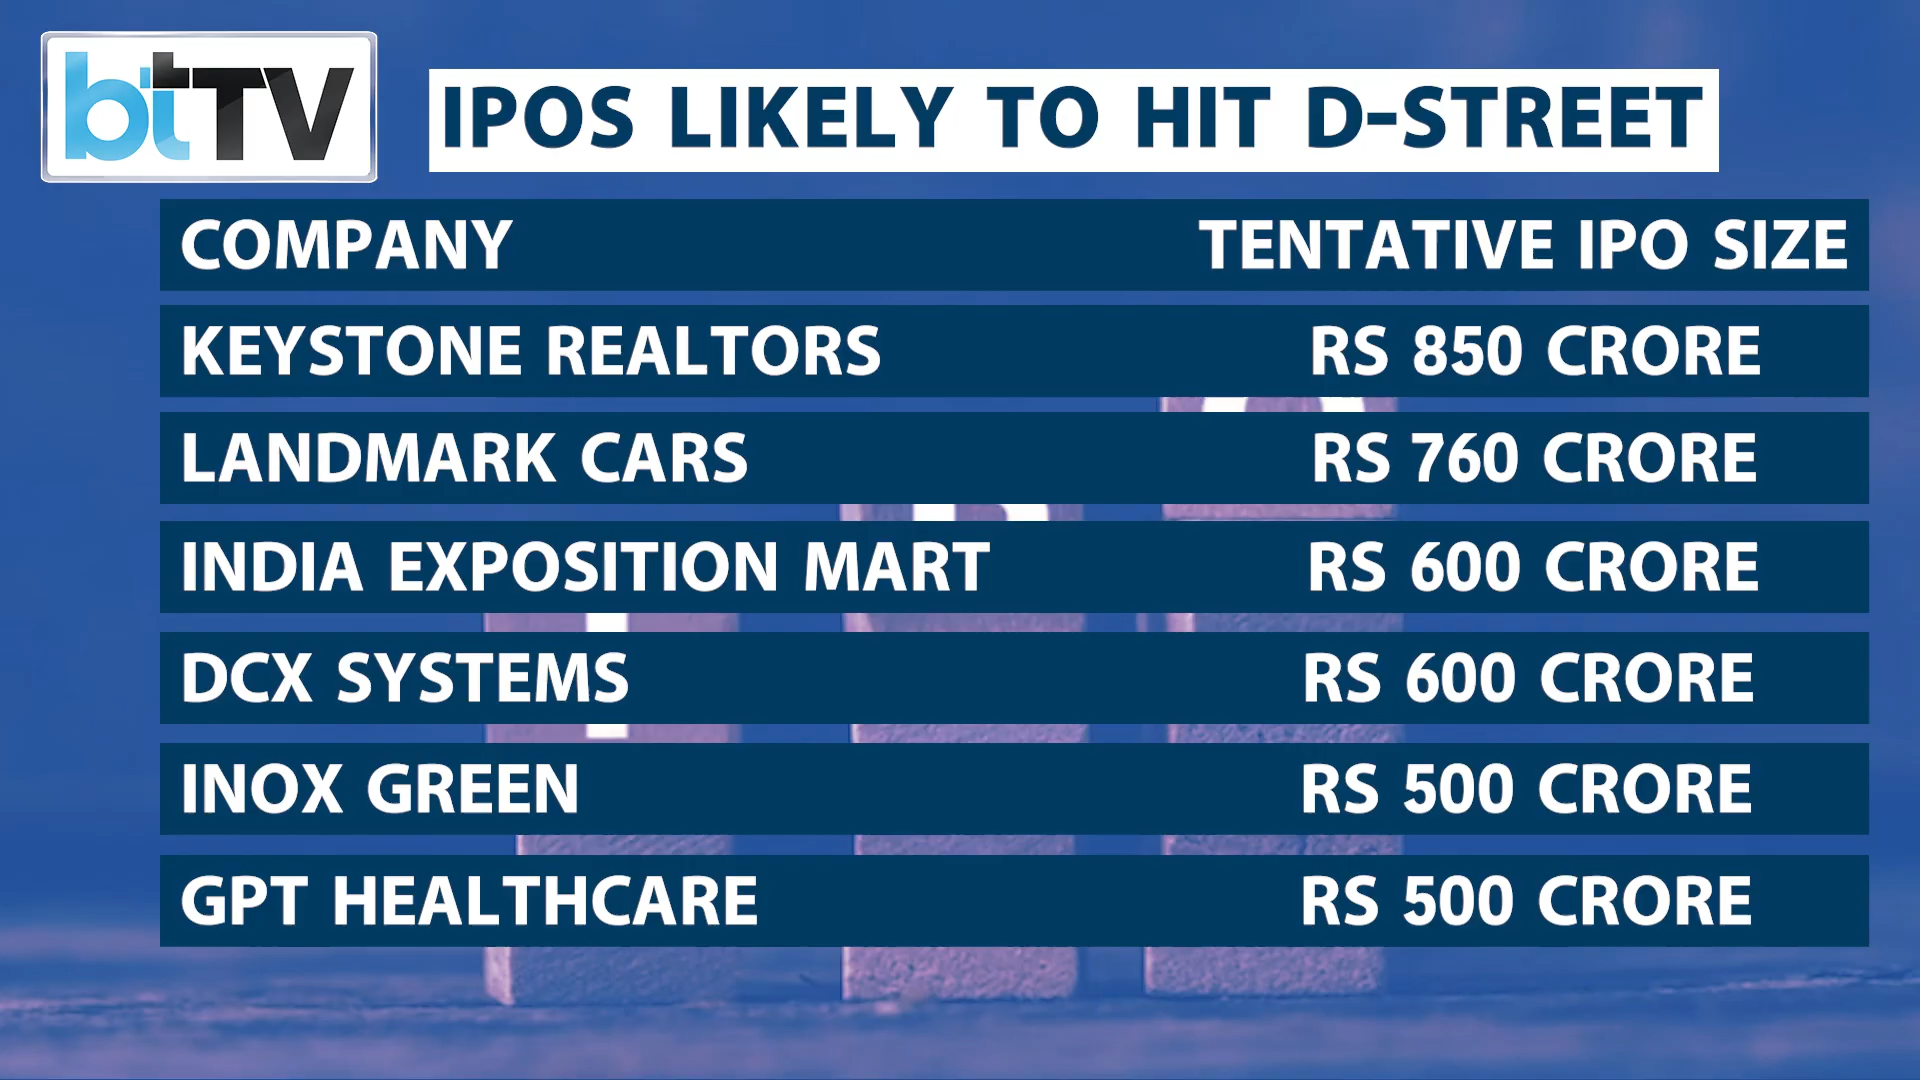 btTV
IPOS LIKELY TO HIT D-STREET
COMPANY TENTATIVE IPO SIZE
KEYSTONE REALTORS RS 850 CRORE
LANDMARK CARS RS 760 CRORE
INDIA EXPOSITION MART RS 600 CRORE
DCX SYSTEMS RS 600 CRORE
INOX GREEN RS 500 CRORE
GPT HEALTHCARE RS 500 CRORE